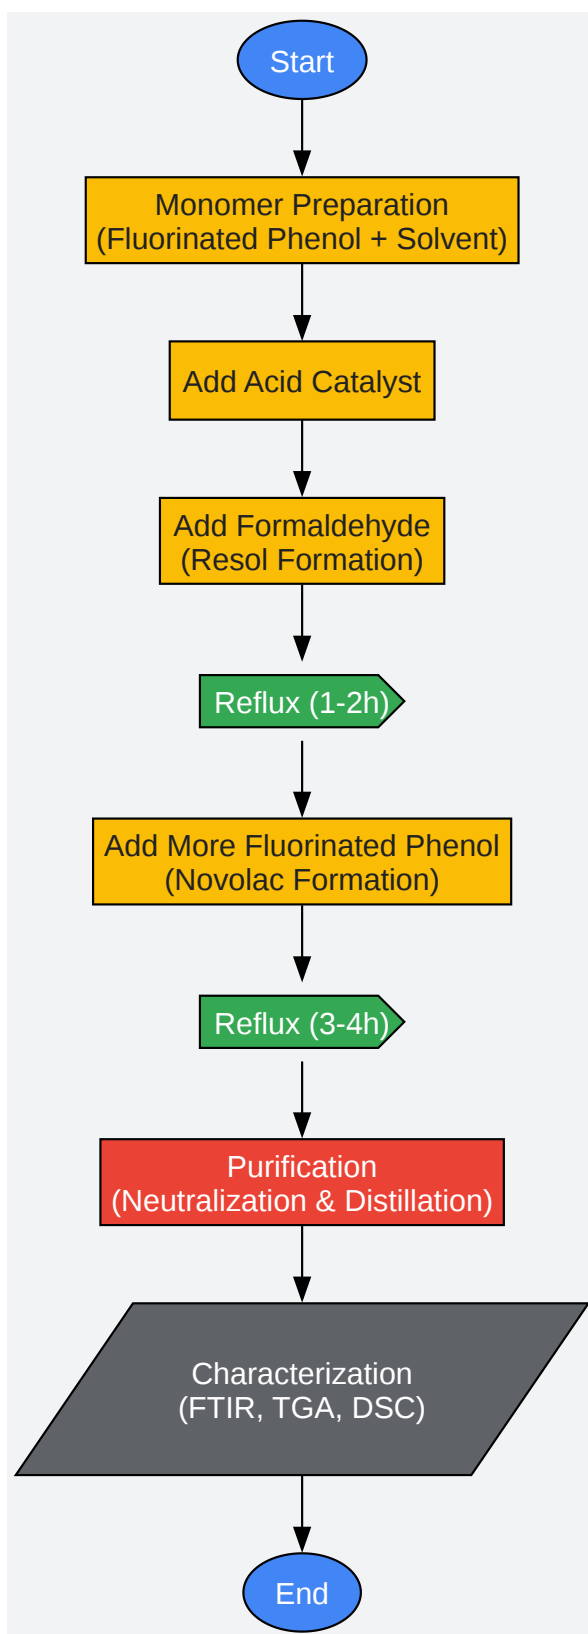 Start
Monomer Preparation
(Fluorinated Phenol + Solvent)
Add Acid Catalyst
Add Formaldehyde
(Resol Formation)
Reflux (1-2h)
Add More Fluorinated Phenol
(Novolac Formation)
Reflux (3-4h)
Purification
(Neutralization & Distillation)
Characterization
(FTIR, TGA, DSC)
End